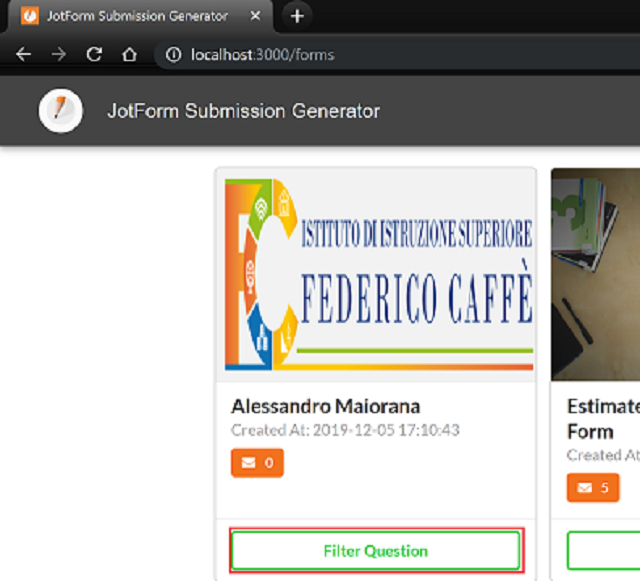 JotForm Submission Generator
localhost:3000/forms
JotForm Submission Generator
ISTITUTO DI ISTRUZIONE SUPERIORE
FEDERICO CAFFÈ
Alessandro Maiorana
Created At: 2019-12-05 17:10:43
0
Filter Question
Estimate
Form
Created At
5